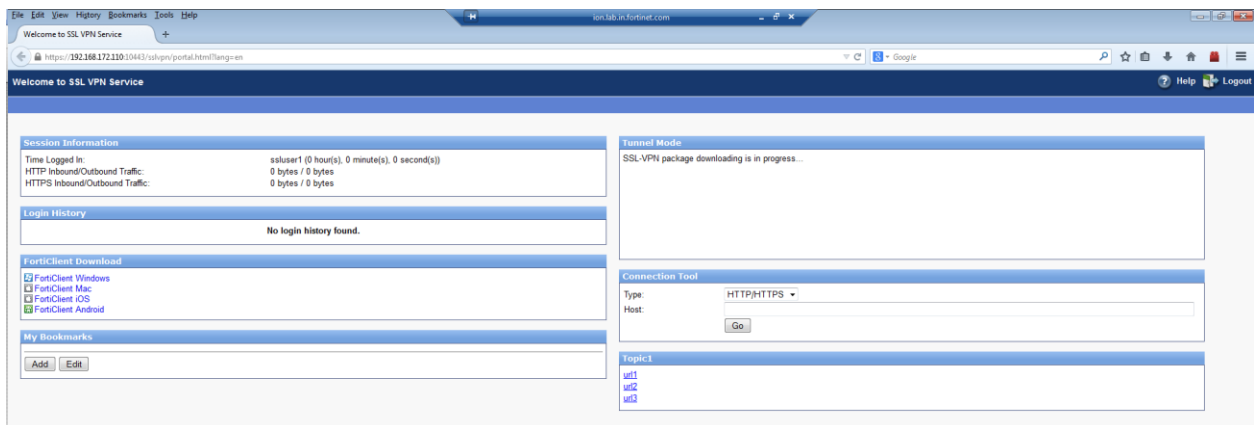 File Edit View History Bookmarks Tools Help
ion.lab.in.fortinet.com
Welcome to SSL VPN Service
https://192.168.172.110:10443/sslvpn/portal.html?lang=en
Google
Welcome to SSL VPN Service
Help Logout
Session Information
Time Logged In: ssluser1 (0 hour(s), 0 minute(s), 0 second(s))
HTTP Inbound/Outbound Traffic: 0 bytes / 0 bytes
HTTPS Inbound/Outbound Traffic: 0 bytes / 0 bytes
Login History
No login history found.
FortiClient Download
FortiClient Windows
FortiClient Mac
FortiClient iOS
FortiClient Android
My Bookmarks
Add Edit
Tunnel Mode
SSL-VPN package downloading is in progress...
Connection Tool
Type: HTTP/HTTPS
Host:
Go
Topic1
url1
url2
url3